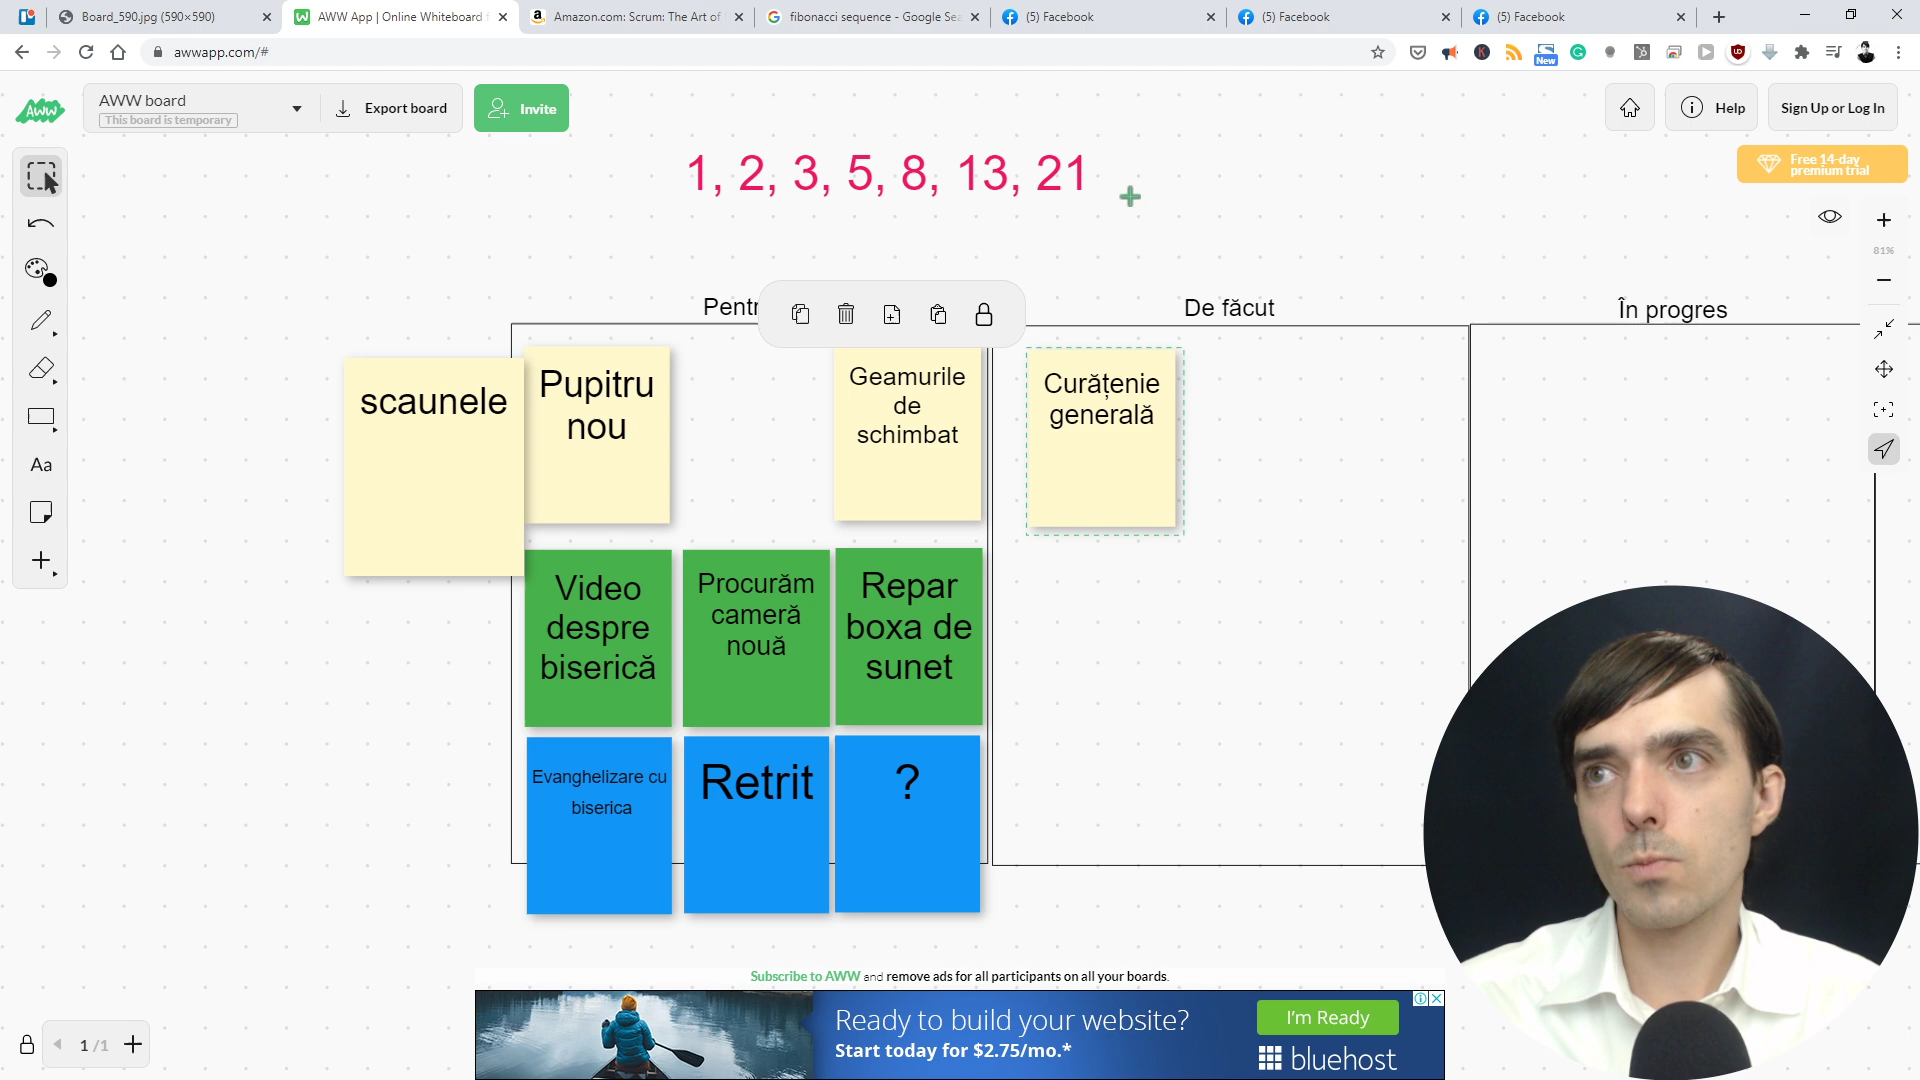 Board_590.jpg (590×590)
AWW App | Online Whiteboard f
Amazon.com: Scrum: The Art of
fibonacci sequence - Google Sea
(5) Facebook
(5) Facebook
(5) Facebook
awwapp.com/#
New
AWW
AWW board
This board is temporary
Export board
Invite
Help
Sign Up or Log In
Free 14-day
premium trial
1, 2, 3, 5, 8, 13, 21
81%
Pentr
De făcut
În progres
scaunele
Pupitru
nou
Geamurile
de
schimbat
Curățenie
generală
Aa
Video
despre
biserică
Procurăm
cameră
nouă
Repar
boxa de
sunet
Evanghelizare cu
biserica
Retrit
?
Subscribe to AWW and remove ads for all participants on all your boards.
Ready to build your website?
Start today for $2.75/mo.*
I'm Ready
bluehost
1 /1